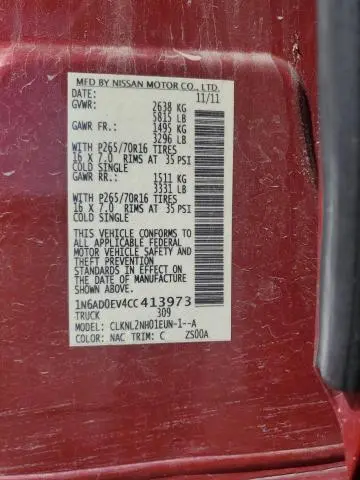 MFD BY NISSAN MOTOR CO., LTD.
DATE: 11/11
GVWR: 2638 KG
5815 LB
GAWR FR.: 1495 KG
3296 LB
WITH P265/70R16 TIRES
16 X 7.0 RIMS AT 35 PSI
COLD SINGLE
GAWR RR.: 1511 KG
3331 LB
WITH P265/70R16 TIRES
16 X 7.0 RIMS AT 35 PSI
COLD SINGLE
THIS VEHICLE CONFORMS TO
ALL APPLICABLE FEDERAL
MOTOR VEHICLE SAFETY
STANDARDS IN EFFECT ON
THE DATE OF MANUFACTURE
SHOWN ABOVE.
1N6AD0EV4CC413973
TRUCK 309
MODEL: CLKNL2NH01EUN-1--A
COLOR: NAC TRIM: C ZS00A